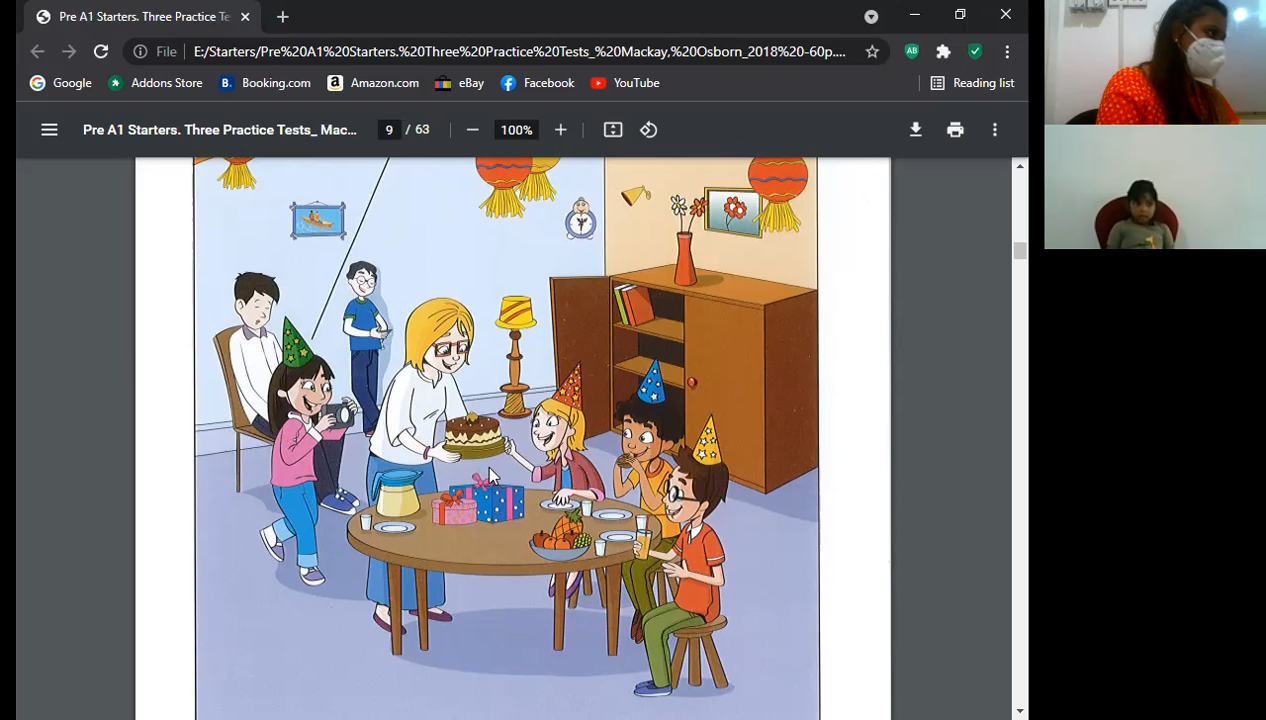 Pre A1 Starters. Three Practice Te
File E:/Starters/Pre%20A1%20Starters.%20Three%20Practice%20Tests_%20Mackay,%20Osborn_2018%20-60p....
AB
Google Addons Store B. Booking.com a Amazon.com eBay Facebook YouTube Reading list
Pre A1 Starters. Three Practice Tests_ Mac... 9 / 63 100%